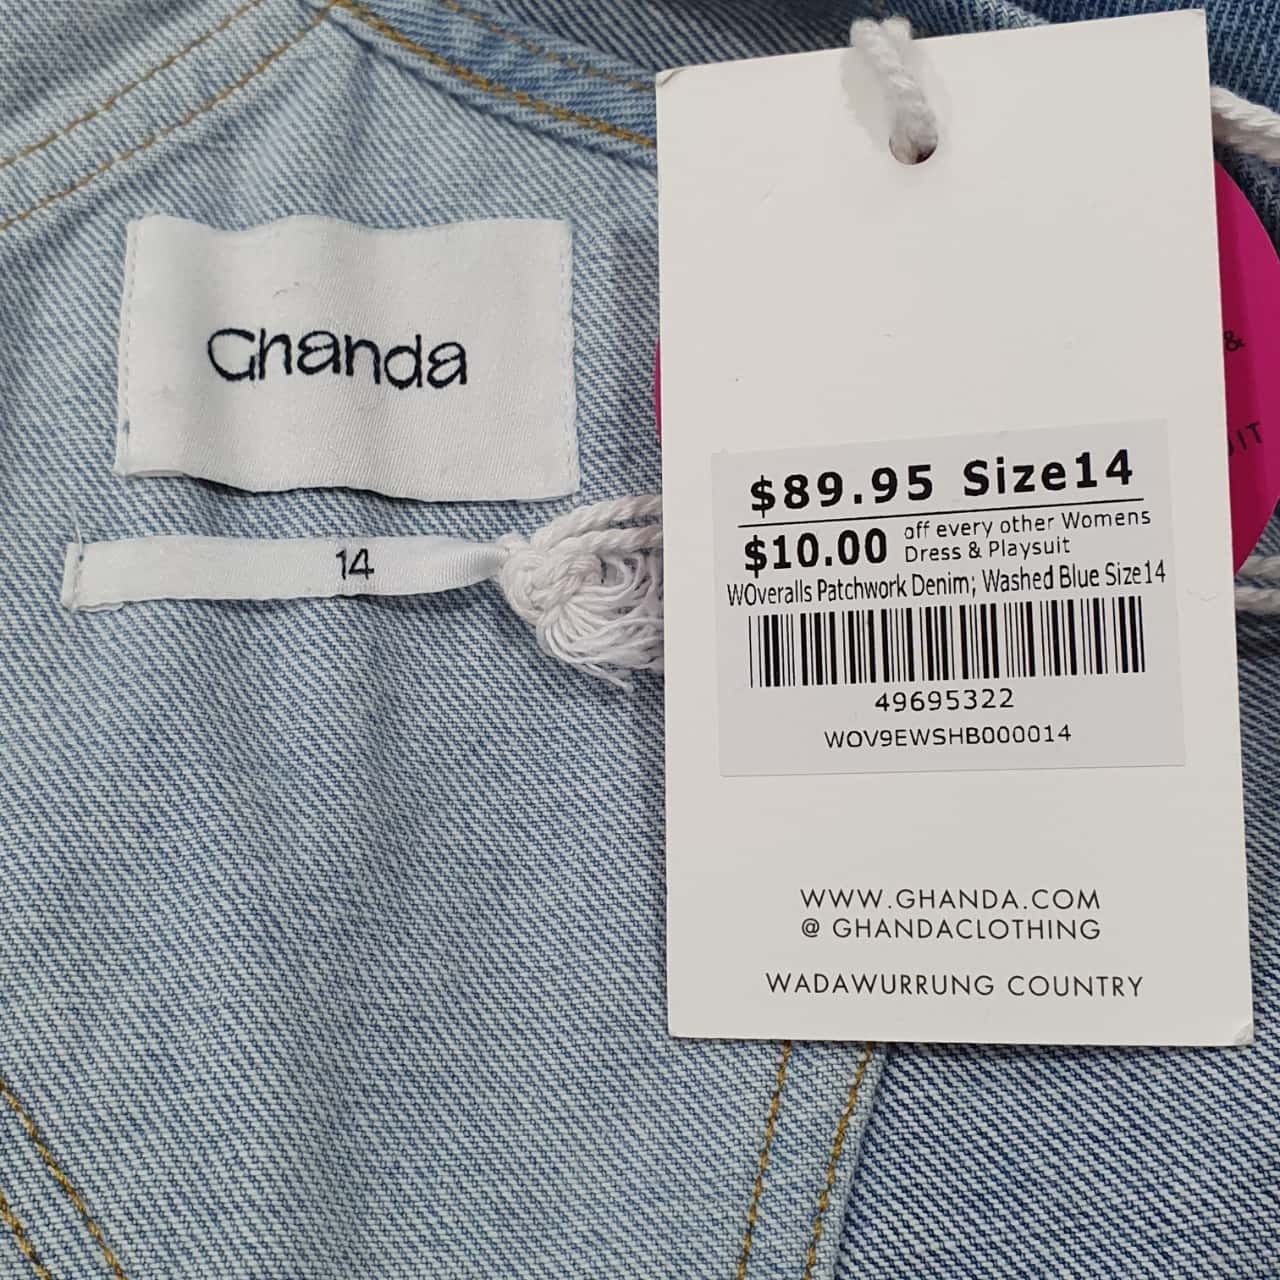 Ghanda
14
$89.95 Size14
$10.00 off every other Womens
Dress & Playsuit
WOveralls Patchwork Denim; Washed Blue Size14
49695322
WOV9EWSHB000014
WWW.GHANDA.COM
@ GHANDACLOTHING
WADAWURRUNG COUNTRY
&